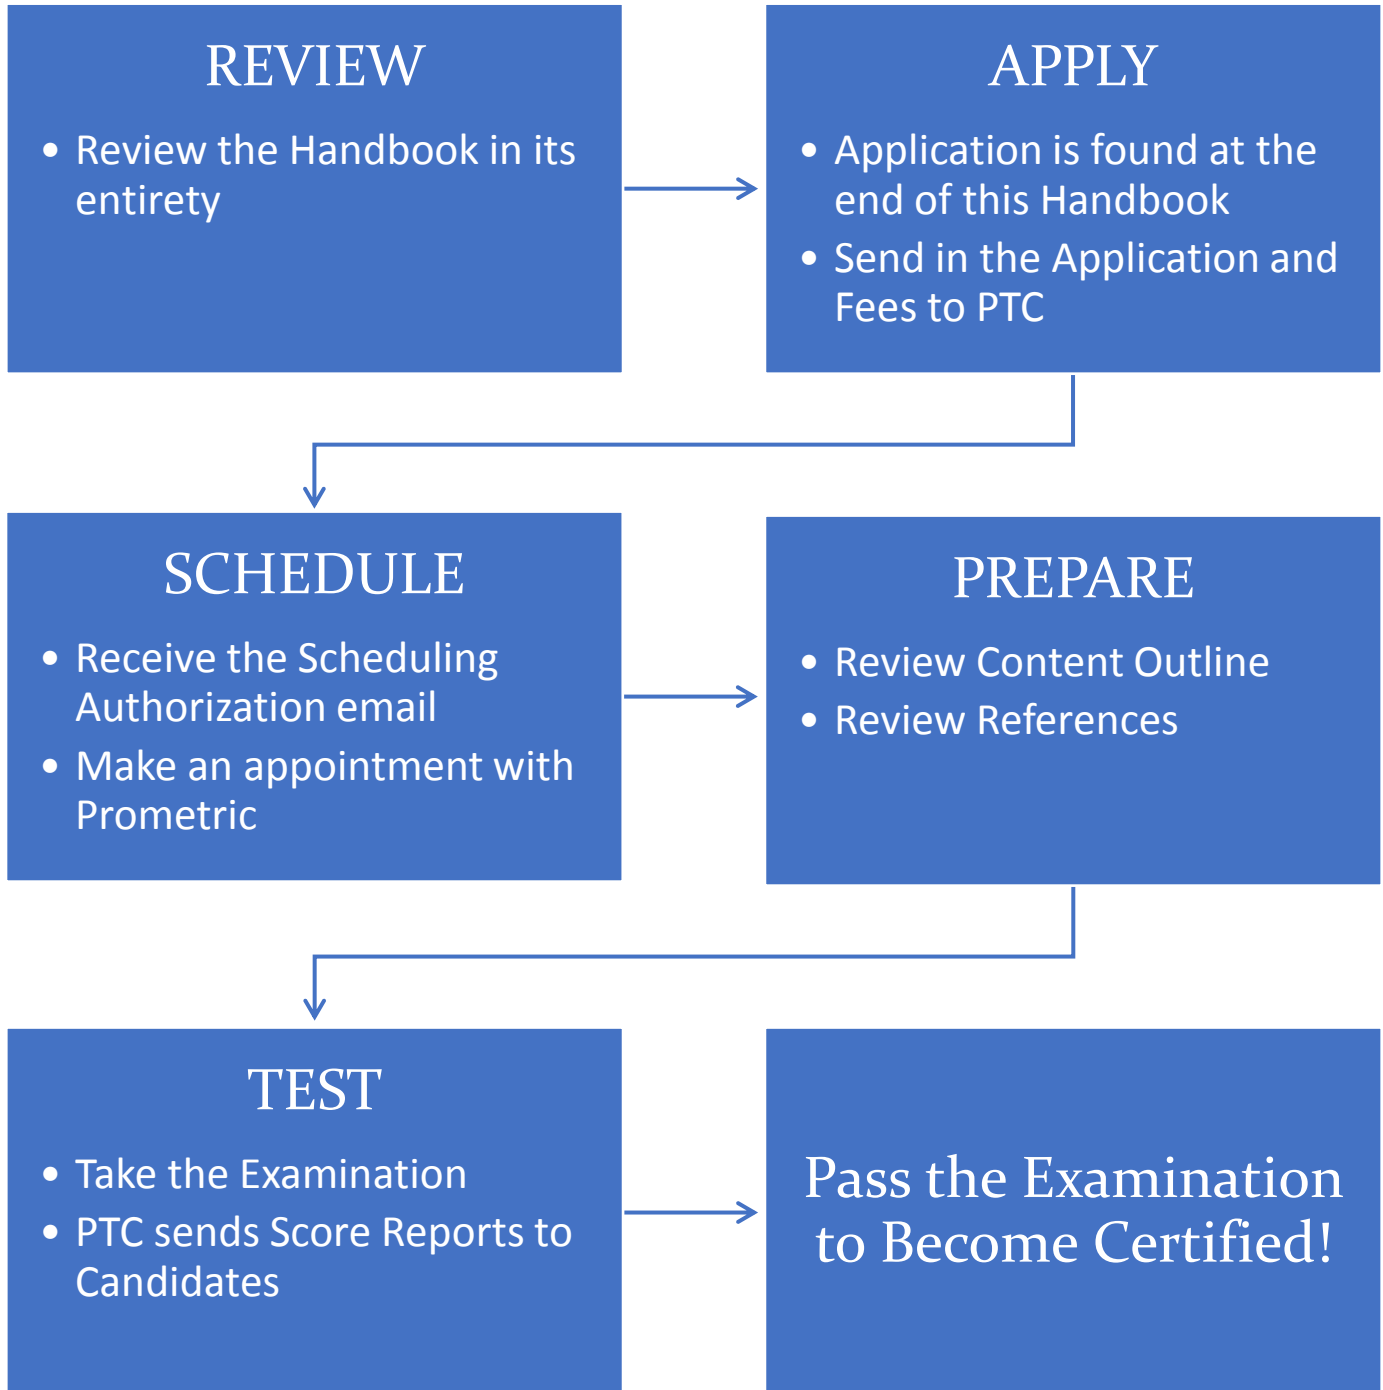 REVIEW
• Review the Handbook in its
entirety
APPLY
• Application is found at the
end of this Handbook
• Send in the Application and
Fees to PTC
SCHEDULE
• Receive the Scheduling
Authorization email
• Make an appointment with
Prometric
PREPARE
• Review Content Outline
• Review References
TEST
• Take the Examination
• PTC sends Score Reports to
Candidates
Pass the Examination
to Become Certified!